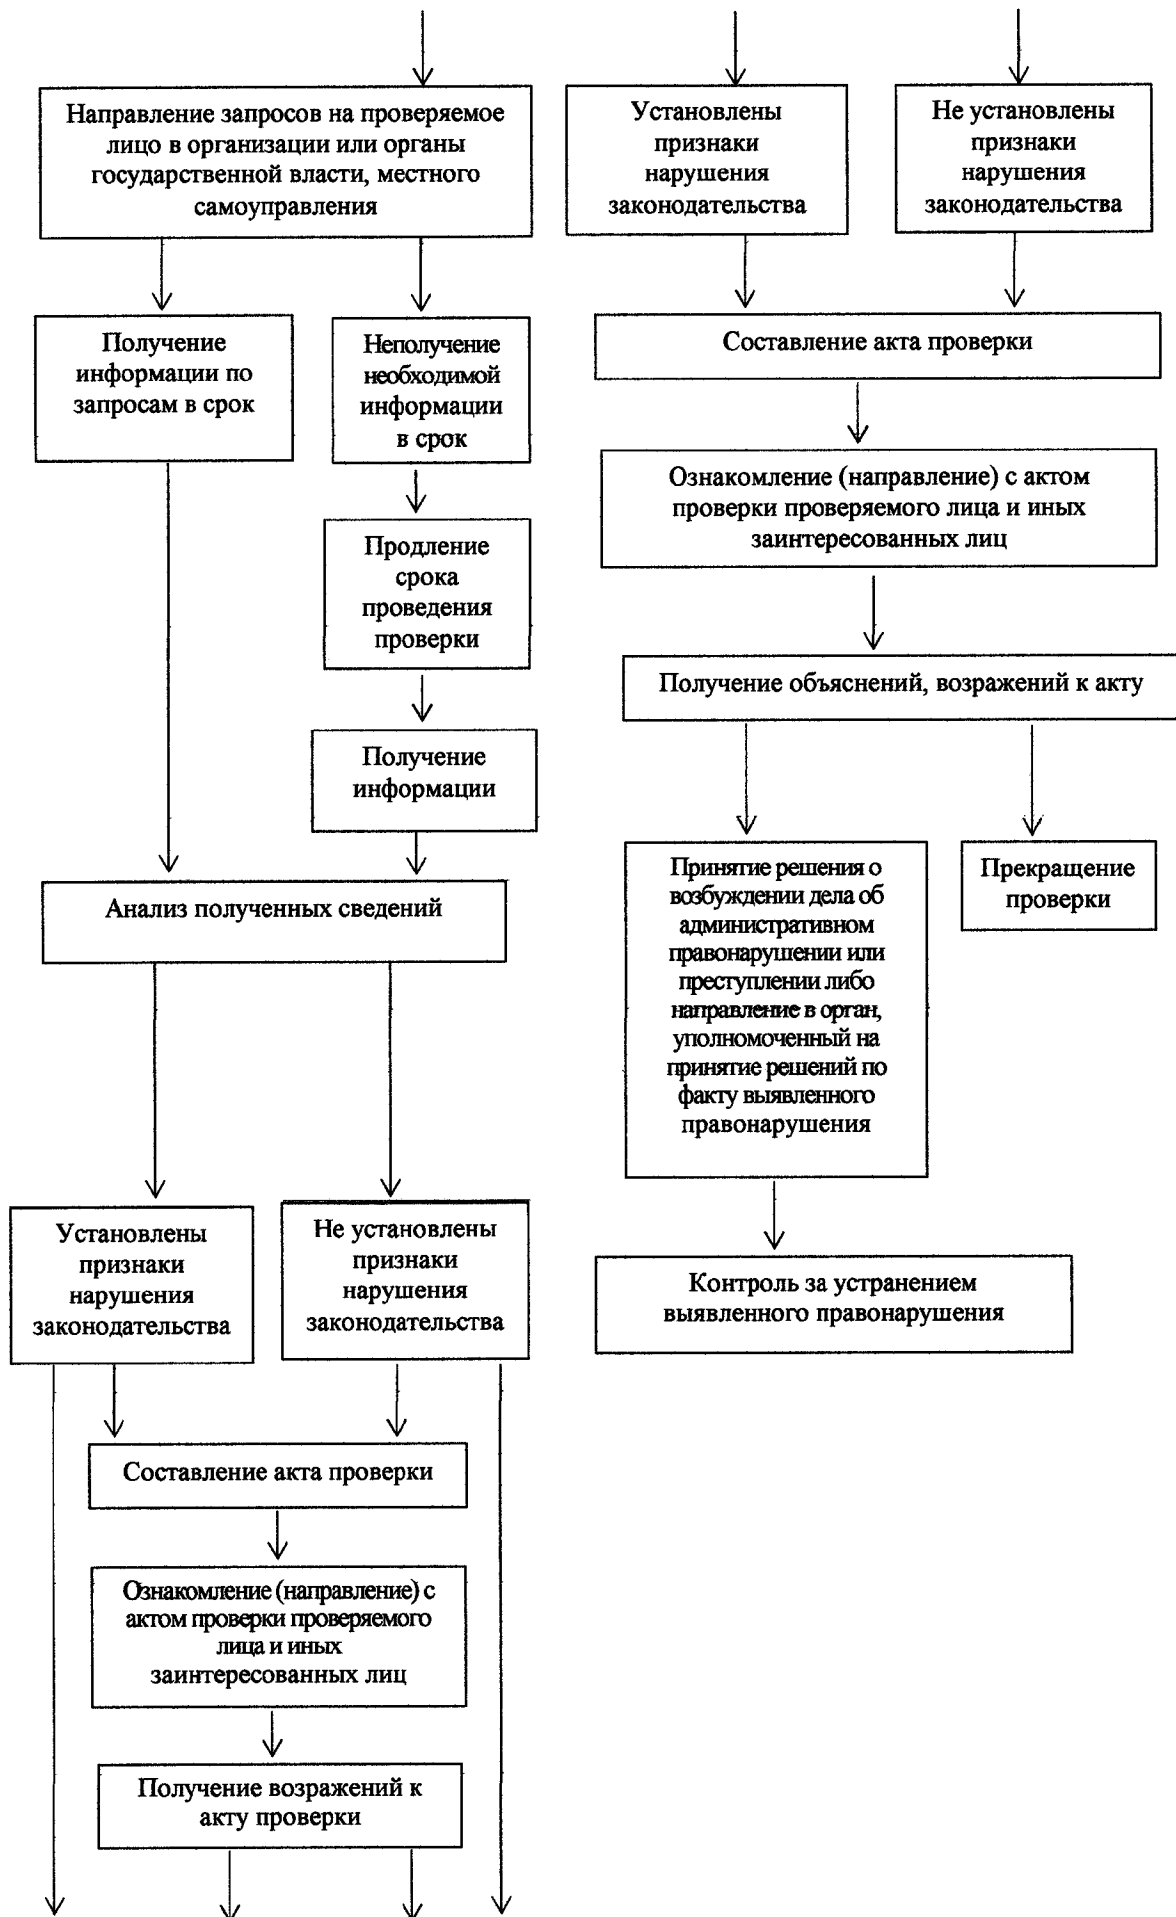 Направление запросов на проверяемое
лицо в организации или органы
государственной власти, местного
самоуправления
Получение
информации по
запросам в срок
Неполучение
необходимой
информации
в срок
Продление
срока
проведения
проверки
Получение
информации
Анализ полученных сведений
Установлены
признаки
нарушения
законодательства
Не установлены
признаки
нарушения
законодательства
Составление акта проверки
Ознакомление (направление) с
актом проверки проверяемого
лица и иных
заинтересованных лиц
Получение возражений к
акту проверки
Установлены
признаки
нарушения
законодательства
Не установлены
признаки
нарушения
законодательства
Составление акта проверки
Ознакомление (направление) с актом
проверки проверяемого лица и иных
заинтересованных лиц
Получение объяснений, возражений к акту
Принятие решения о
возбуждении дела об
административном
правонарушении или
преступлении либо
направление в орган,
уполномоченный на
принятие решений по
факту выявленного
правонарушения
Прекращение
проверки
Контроль за устранением
выявленного правонарушения